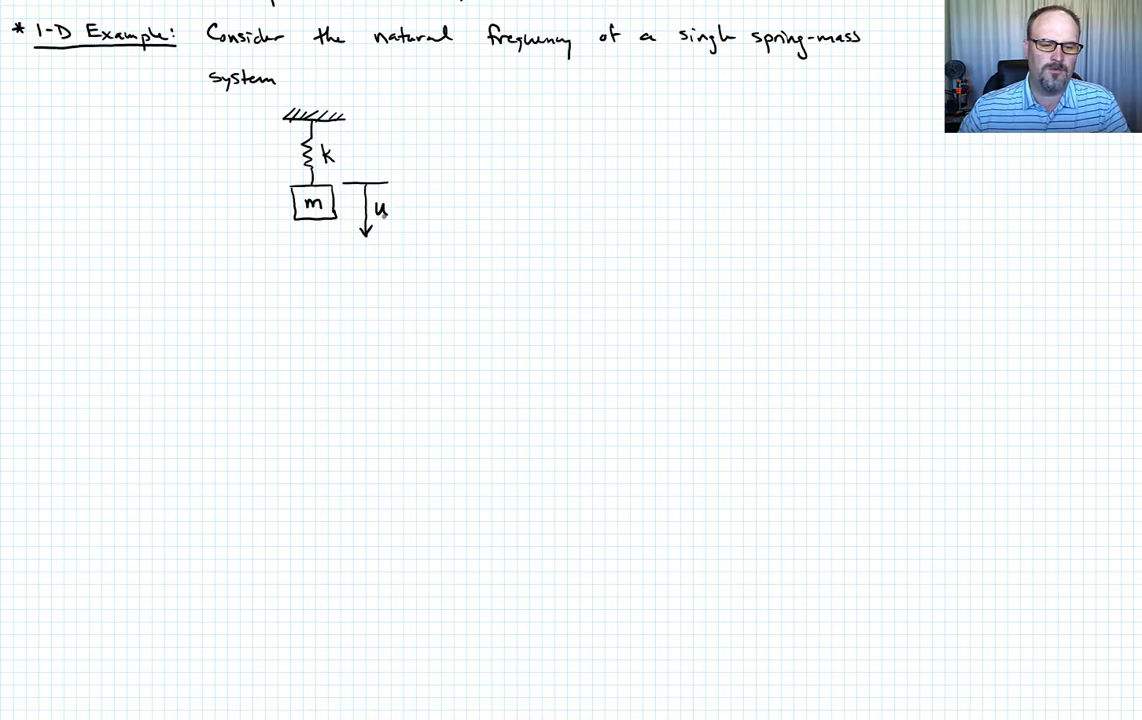 * 1-D Example: Consider the natural frequency of a single spring-mass
system
k
m
u